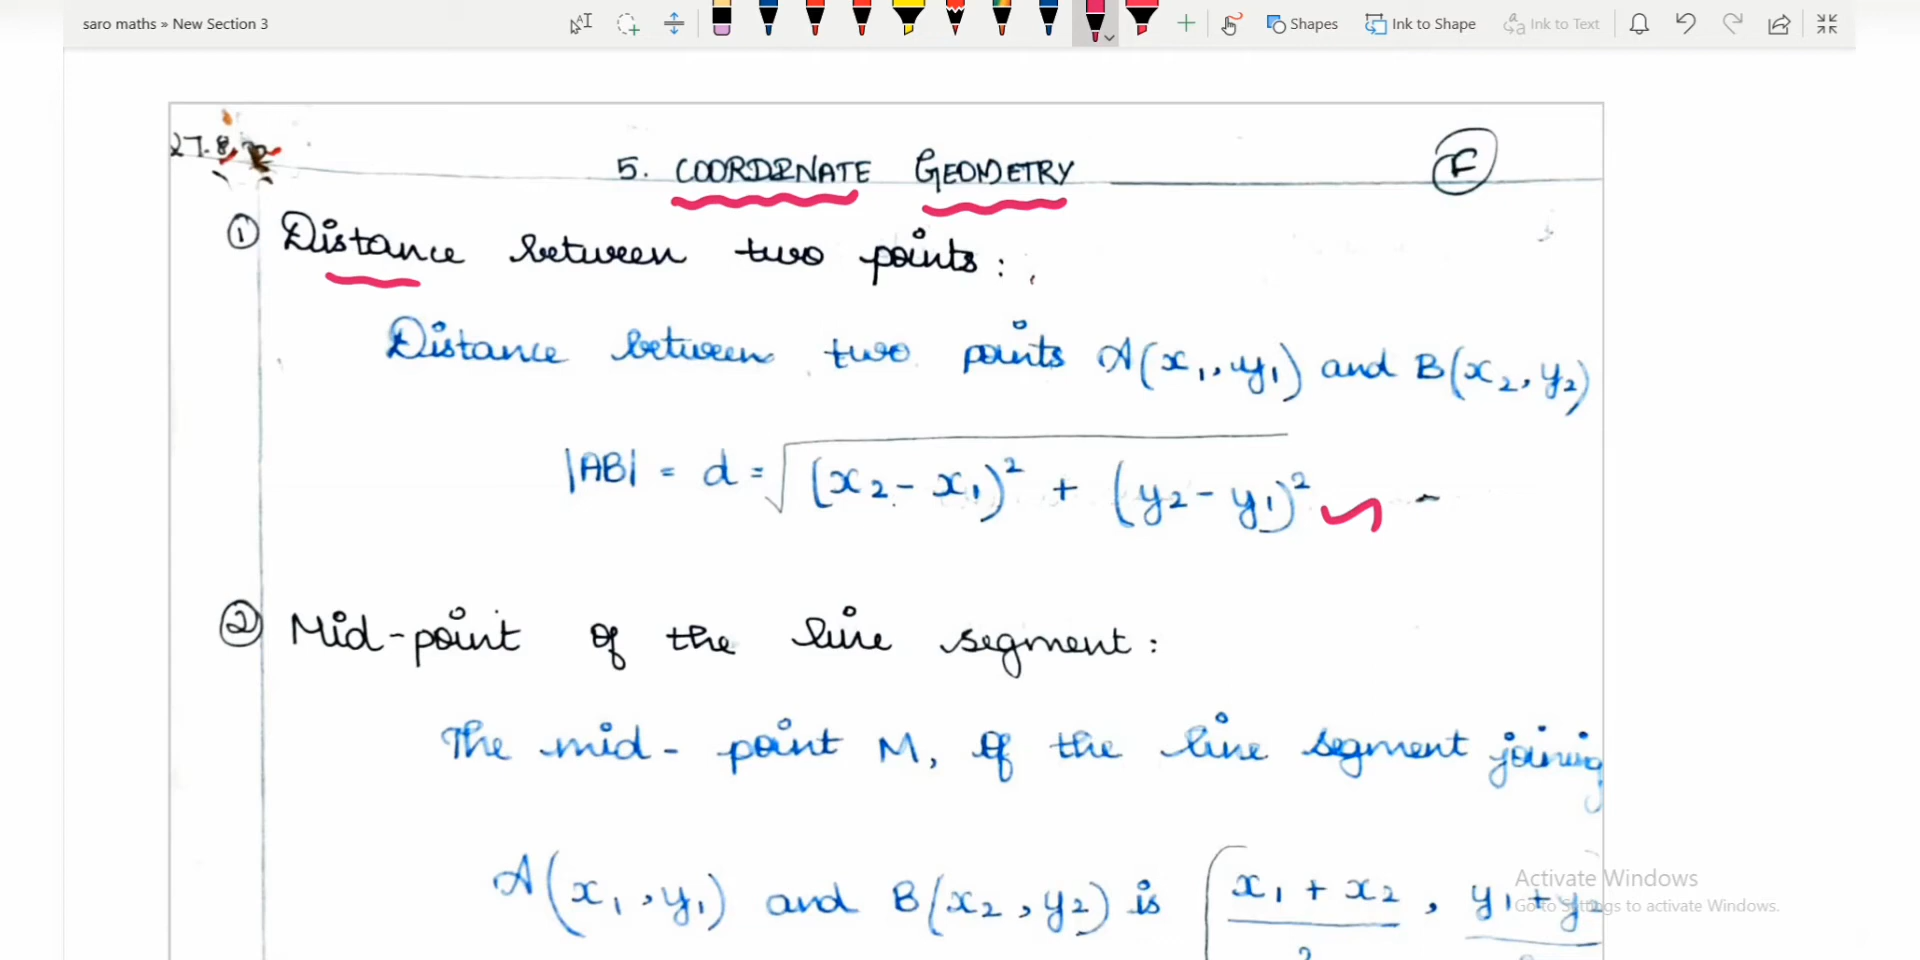 saro maths » New Section 3
Shapes
Ink to Shape
Ink to Text
5. COORDINATE GEOMETRY
F
① Distance between two points:
Distance between two points A(x₁, y₁) and B(x₂, y₂)
|AB| = d = √(x₂ - x₁)² + (y₂ - y₁)²
② Mid-point of the line segment:
The mid-point M, of the line segment joining
A(x₁, y₁) and B(x₂, y₂) is (x₁ + x₂, y₁ + y₂
2
Activate Windows
Go to Settings to activate Windows.